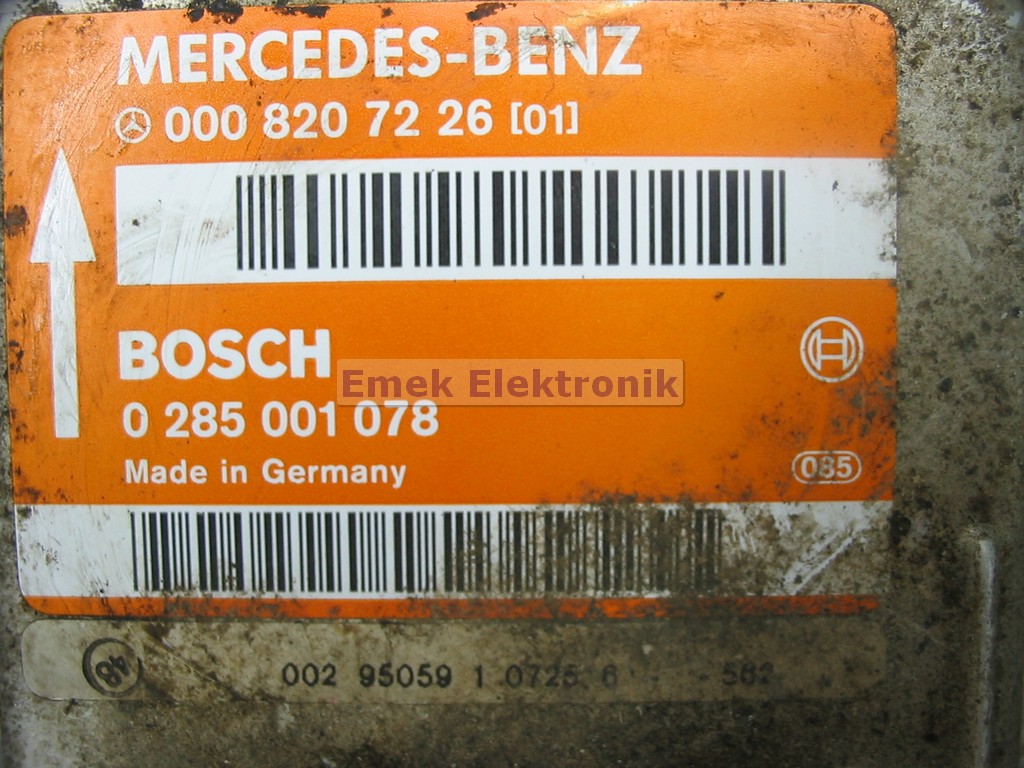 MERCEDES-BENZ
000 820 72 26 [01]
BOSCH
Emek Elektronik
0 285 001 078
Made in Germany
085
002 95059 1 0725 6 562